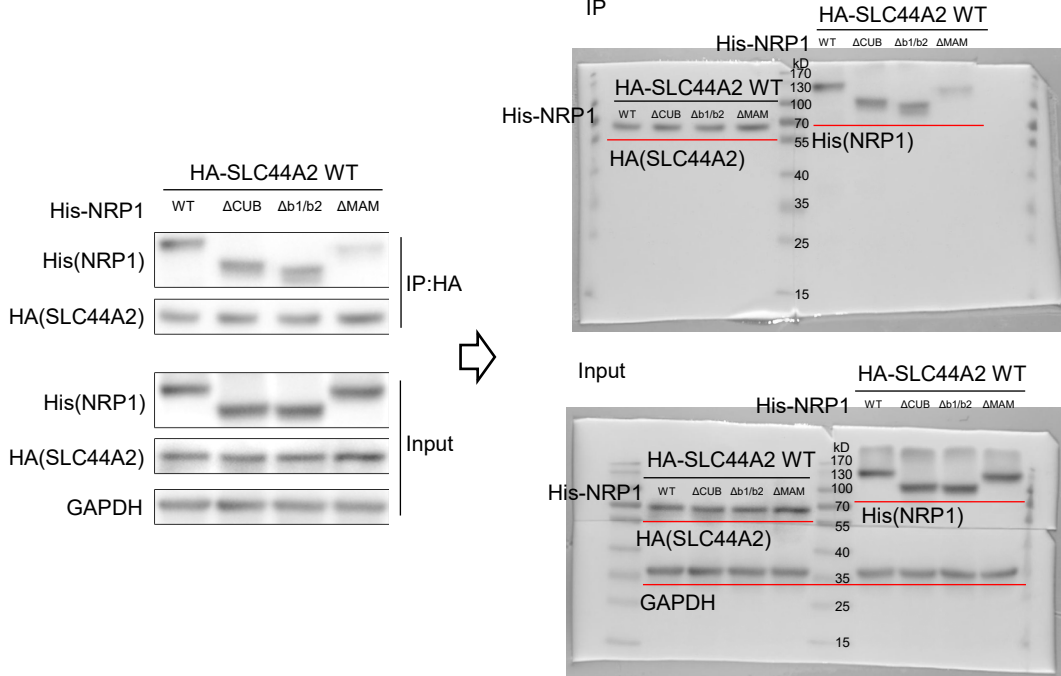 HA-SLC44A2 WT
His-NRP1 WT ΔCUB Δb1/b2 ΔMAM
His(NRP1)
HA(SLC44A2)
IP:HA
His(NRP1)
HA(SLC44A2)
GAPDH
Input
IP
HA-SLC44A2 WT
His-NRP1 WT ΔCUB Δb1/b2 ΔMAM
HA-SLC44A2 WT
His-NRP1 WT ΔCUB Δb1/b2 ΔMAM
HA(SLC44A2)
His(NRP1)
kD
170
130
100
70
55
40
35
25
15
Input
HA-SLC44A2 WT
His-NRP1 WT ΔCUB Δb1/b2 ΔMAM
HA-SLC44A2 WT
His-NRP1 WT ΔCUB Δb1/b2 ΔMAM
HA(SLC44A2)
His(NRP1)
GAPDH
kD
170
130
100
70
55
40
35
25
15